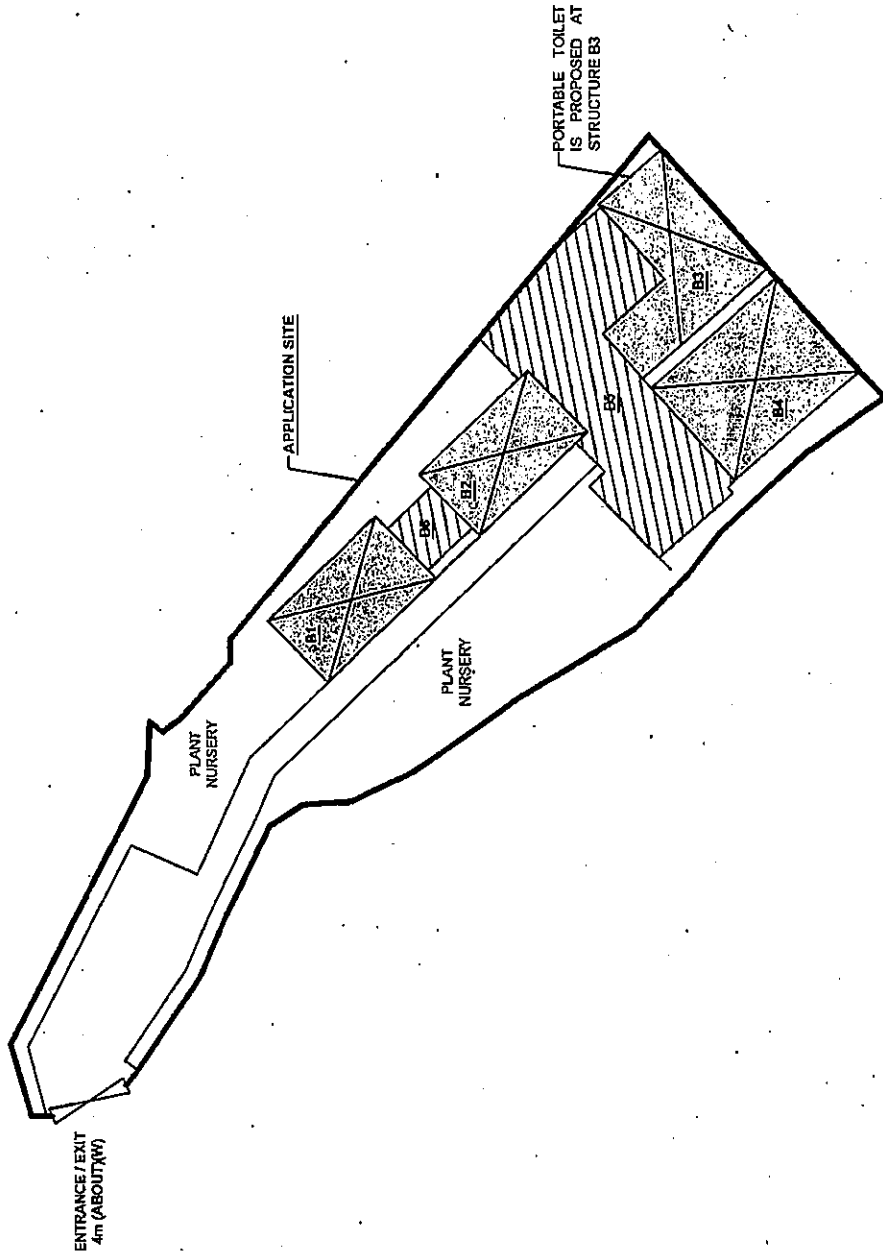 PORTABLE TOILET
IS PROPOSED AT
STRUCTURE B3
APPLICATION SITE
B3
B4
B5
B2
B6
B1
PLANT
NURSERY
PLANT
NURSERY
ENTRANCE / EXIT
4m (ABOUT)(W)